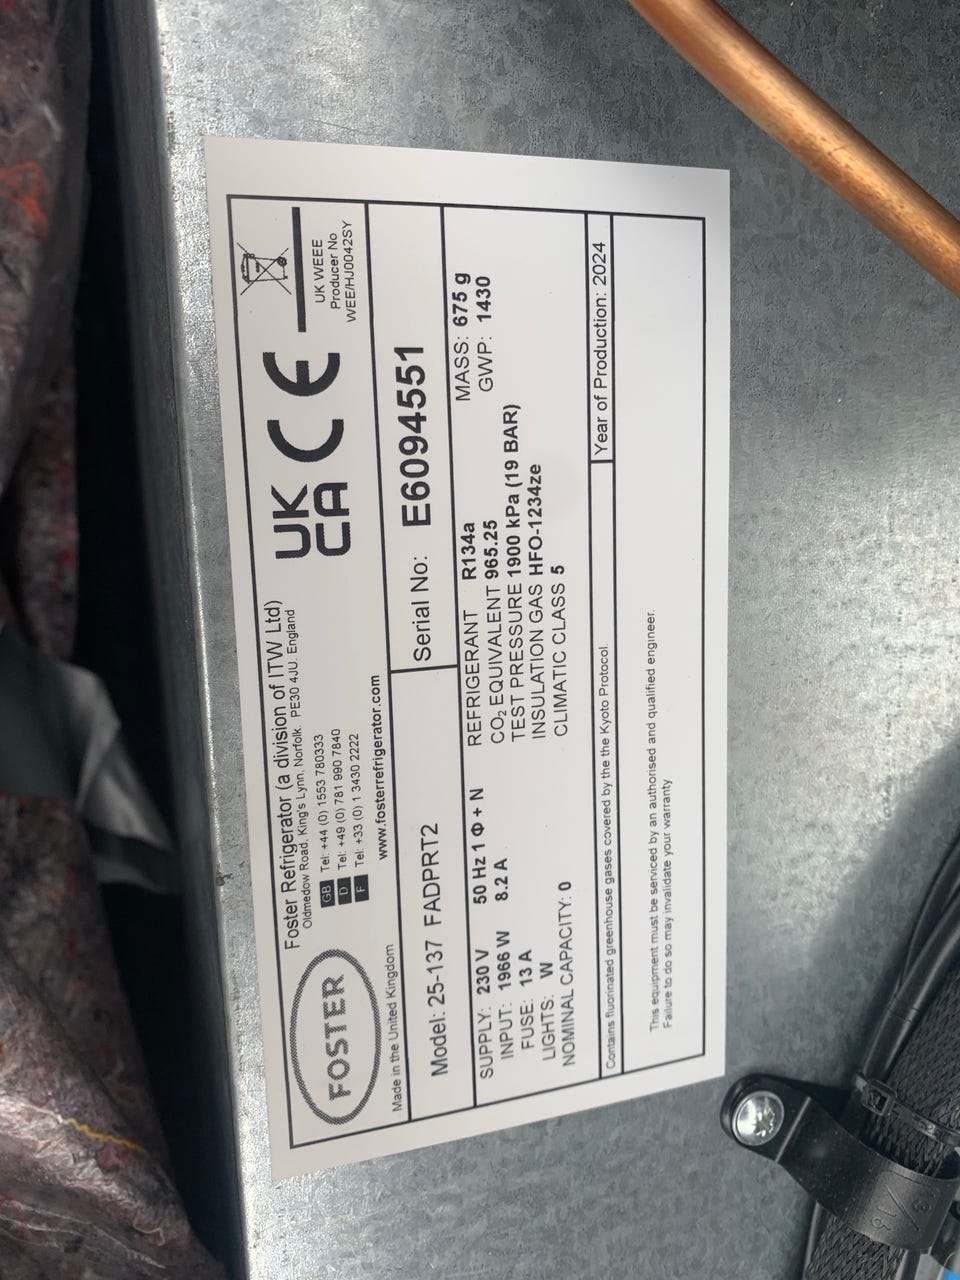 FOSTER
Foster Refrigerator (a division of ITW Ltd)
Oldmedow Road, King's Lynn, Norfolk. PE30 4JU. England
GB Tel: +44 (0) 1553 780333
D Tel: +49 (0) 781 990 7840
F Tel: +33 (0) 1 3430 2222
www.fosterrefrigerator.com
UK
CA
CE
UK WEEE
Producer No
WEE/HJ0042SY
Made in the United Kingdom
Model: 25-137 FADPRT2
Serial No: E6094551
SUPPLY: 230 V 50 Hz 1 Φ + N
INPUT: 1966 W 8.2 A
FUSE: 13 A
LIGHTS: W
NOMINAL CAPACITY: 0
REFRIGERANT R134a MASS: 675 g
CO₂ EQUIVALENT 965.25 GWP: 1430
TEST PRESSURE 1900 kPa (19 BAR)
INSULATION GAS HFO-1234ze
CLIMATIC CLASS 5
Contains fluorinated greenhouse gases covered by the the Kyoto Protocol.
Year of Production: 2024
This equipment must be serviced by an authorised and qualified engineer.
Failure to do so may invalidate your warranty